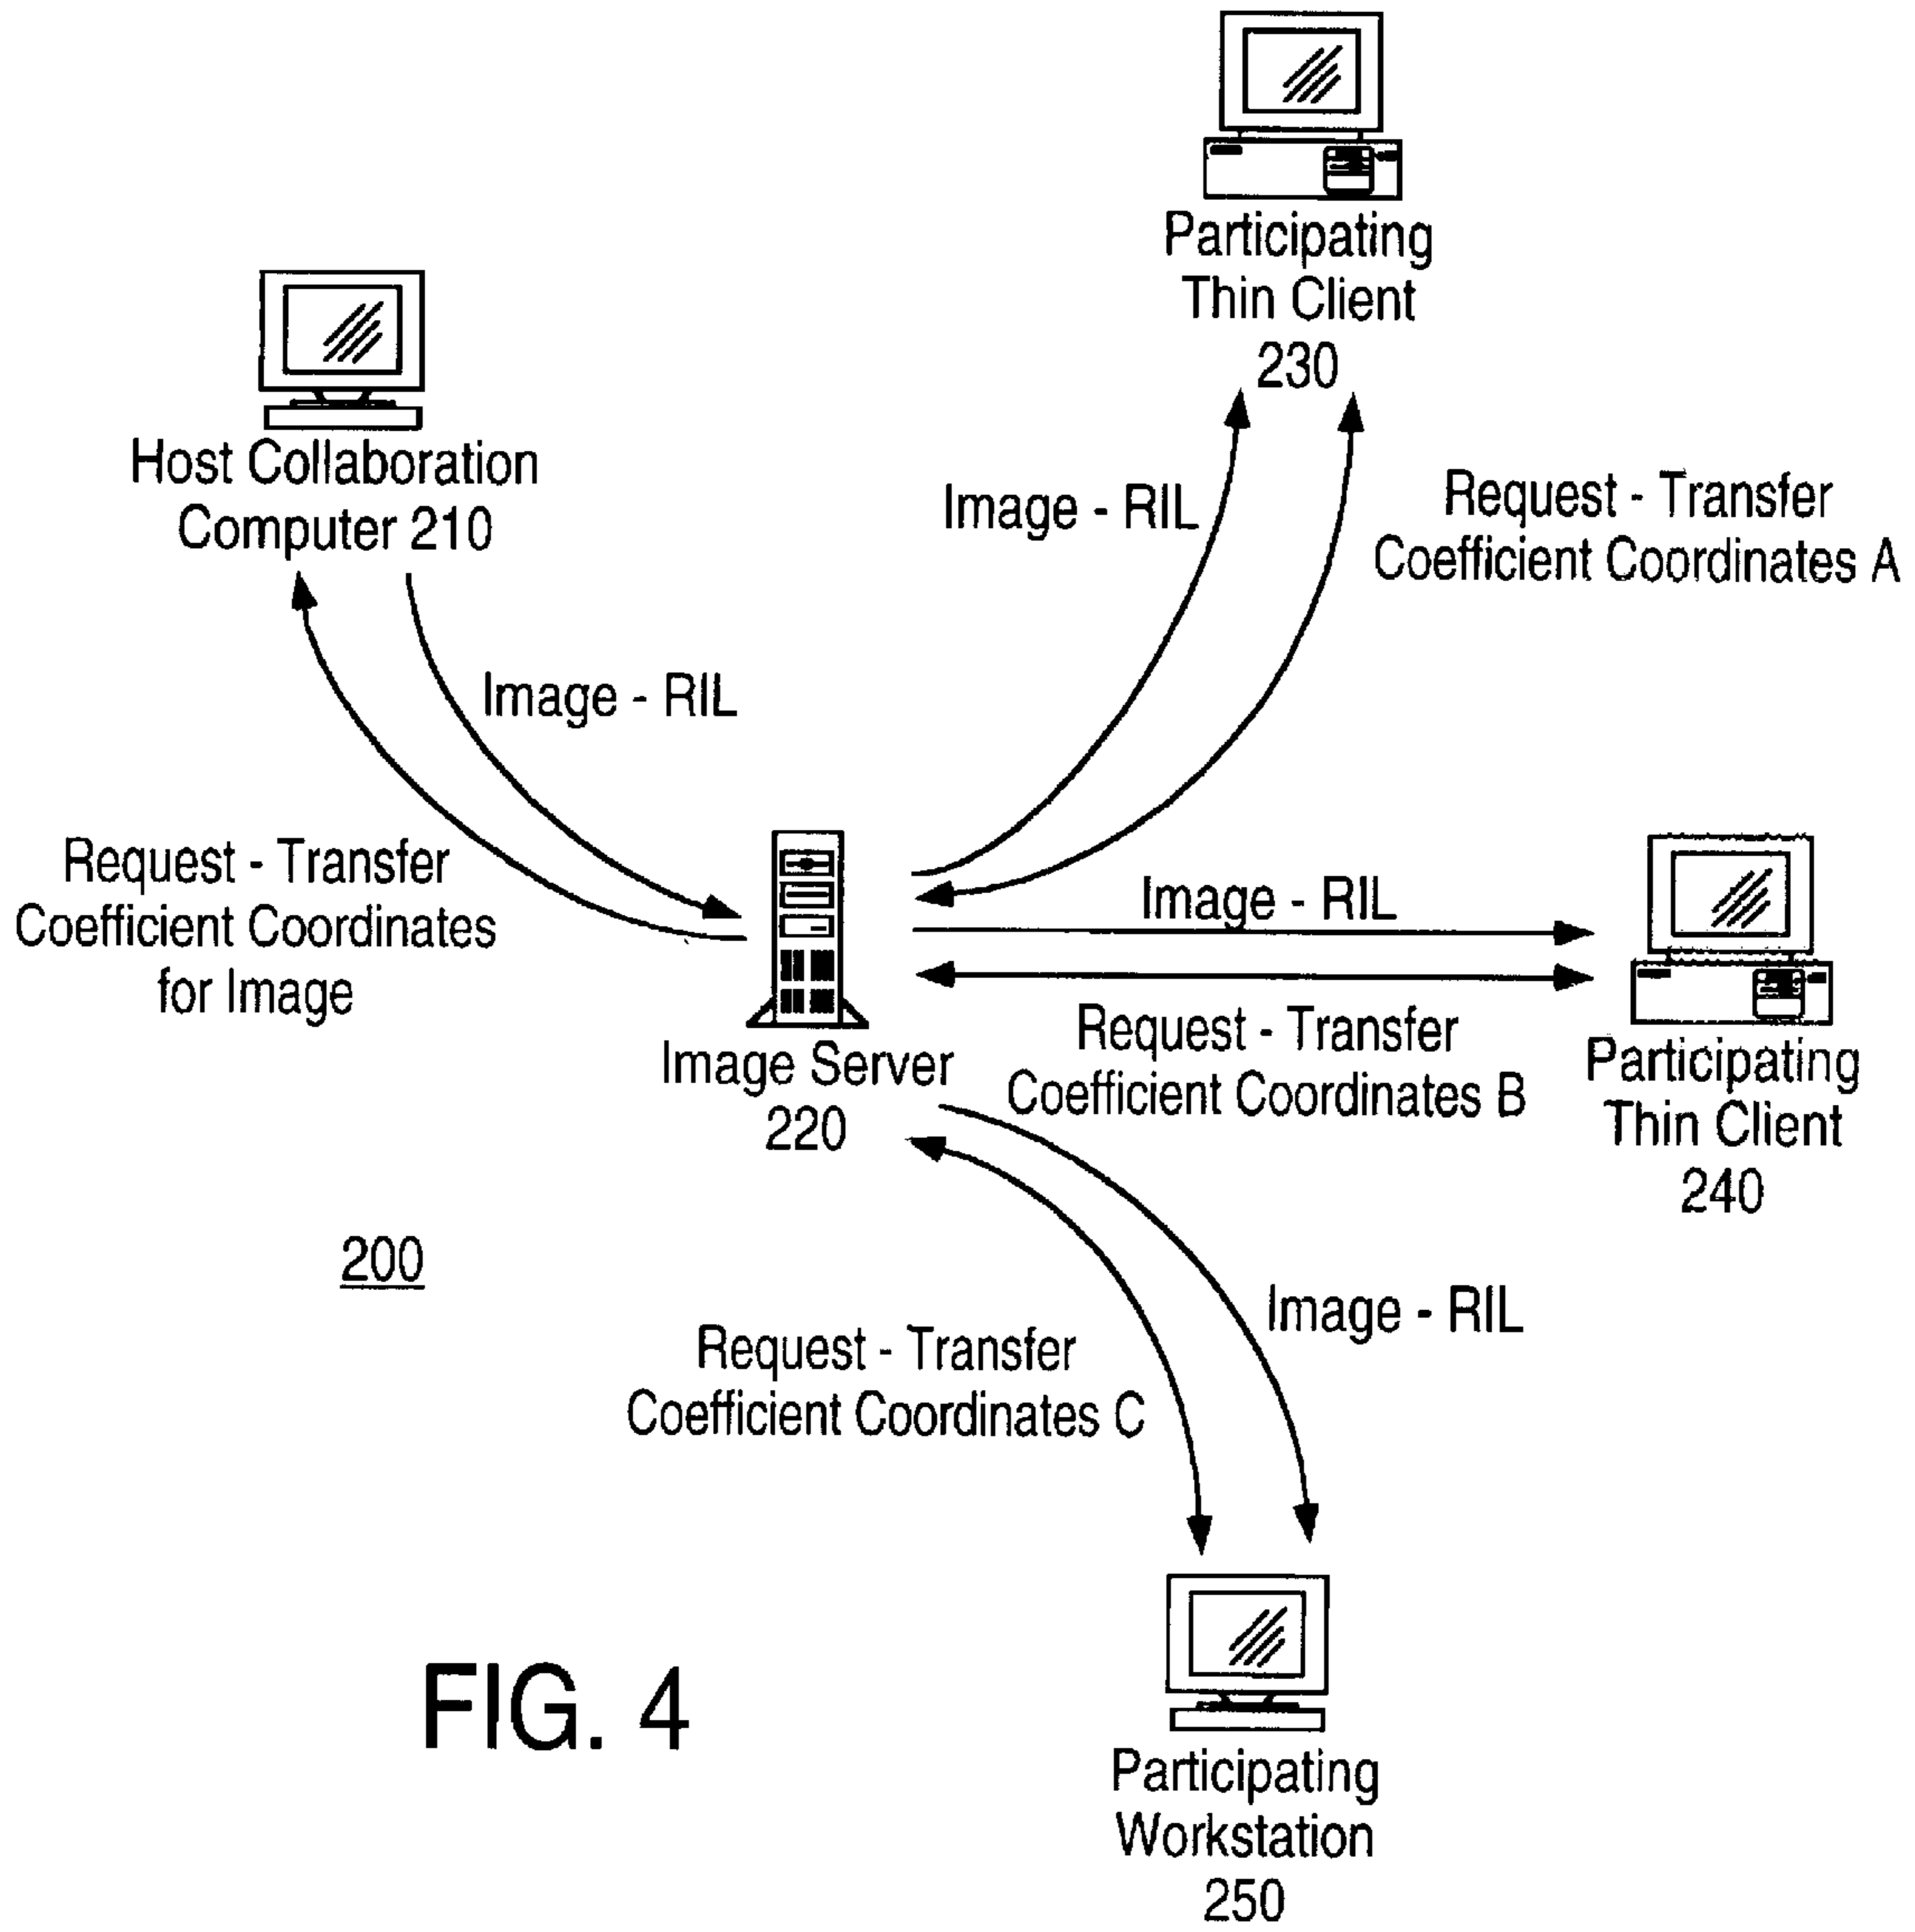 Participating
Thin Client
230
Host Collaboration
Computer 210
Image - RIL
Request - Transfer
Coefficient Coordinates A
Image - RIL
Request - Transfer
Coefficient Coordinates
for Image
Image - RIL
Request - Transfer
Coefficient Coordinates B
Image Server
220
Participating
Thin Client
240
200
Image - RIL
Request - Transfer
Coefficient Coordinates C
FIG. 4
Participating
Workstation
250